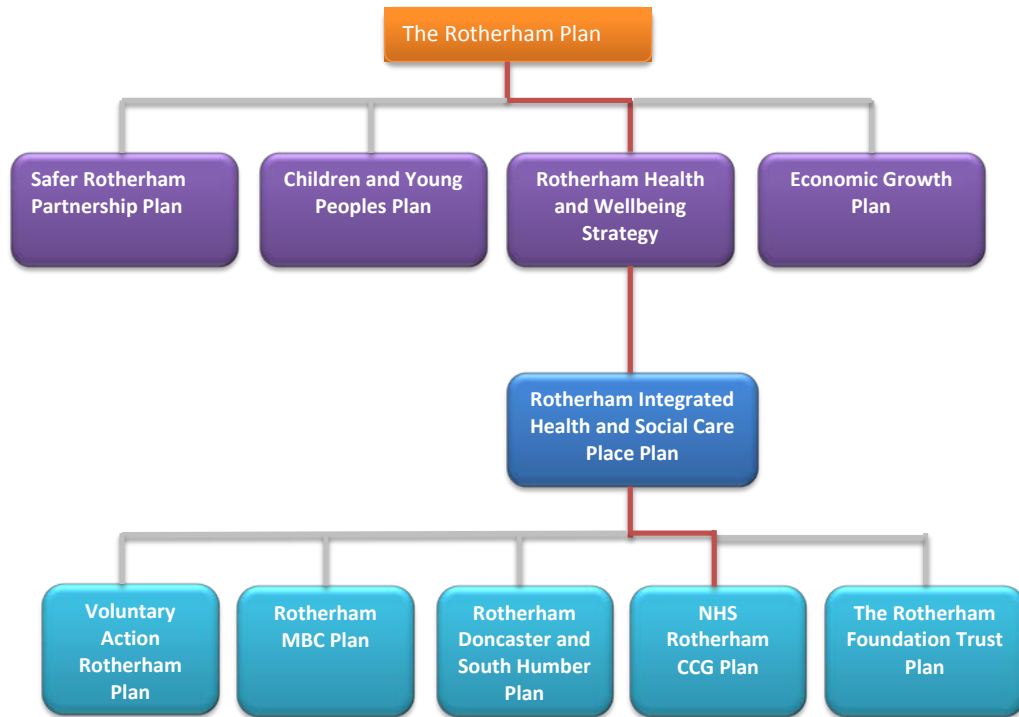 The Rotherham Plan
Safer Rotherham
Partnership Plan
Children and Young
Peoples Plan
Rotherham Health
and Wellbeing
Strategy
Economic Growth
Plan
Rotherham Integrated
Health and Social Care
Place Plan
Voluntary
Action
Rotherham
Plan
Rotherham
MBC Plan
Rotherham
Doncaster and
South Humber
Plan
NHS
Rotherham
CCG Plan
The Rotherham
Foundation Trust
Plan